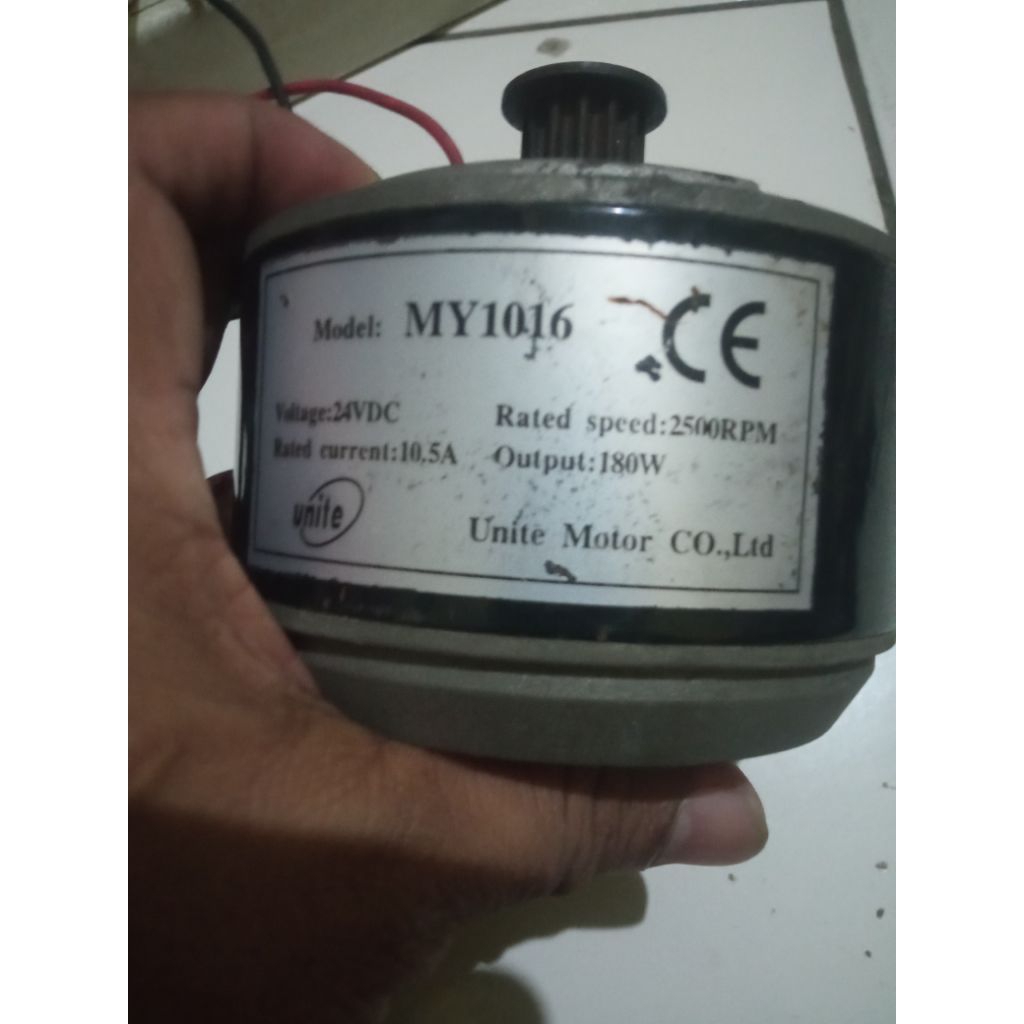 Model: MY1016 CE
Voltage:24VDC Rated speed:2500RPM
Rated current:10.5A Output:180W
unite Unite Motor CO.,Ltd